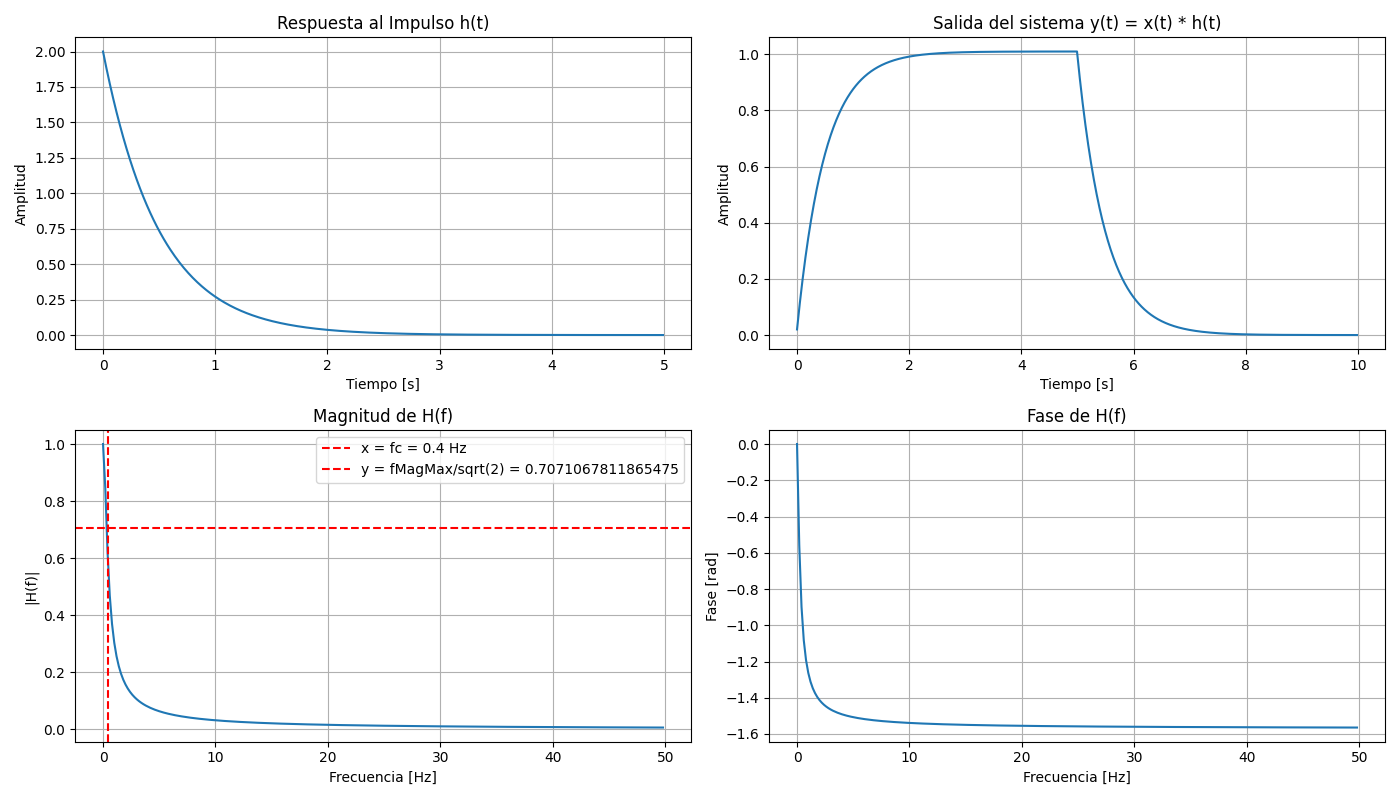 Respuesta al Impulso h(t)
Amplitud
2.00
1.75
1.50
1.25
1.00
0.75
0.50
0.25
0.00
0 1 2 3 4 5
Tiempo [s]
Salida del sistema y(t) = x(t) * h(t)
Amplitud
1.0
0.8
0.6
0.4
0.2
0.0
0 2 4 6 8 10
Tiempo [s]
Magnitud de H(f)
|H(f)|
1.0
0.8
0.6
0.4
0.2
0.0
x = fc = 0.4 Hz
y = fMagMax/sqrt(2) = 0.7071067811865475
0 10 20 30 40 50
Frecuencia [Hz]
Fase de H(f)
Fase [rad]
0.0
−0.2
−0.4
−0.6
−0.8
−1.0
−1.2
−1.4
−1.6
0 10 20 30 40 50
Frecuencia [Hz]